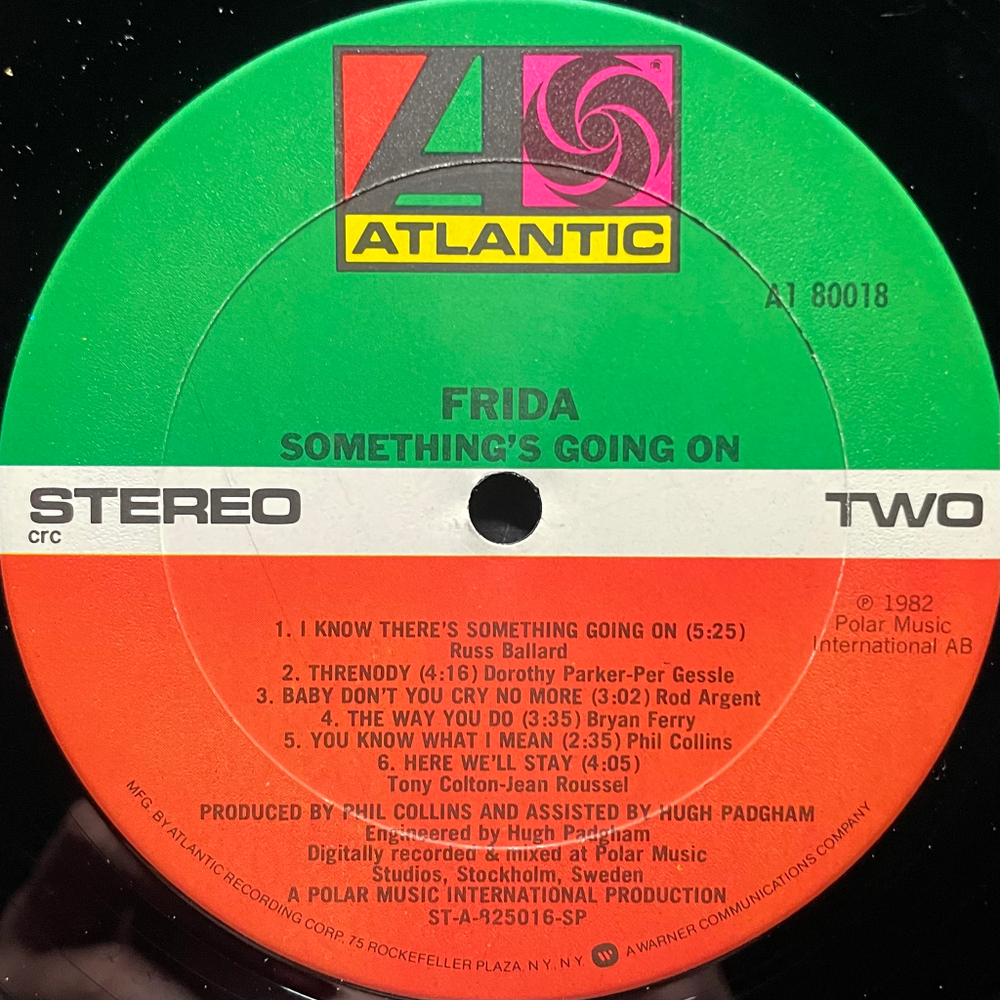 ATLANTIC
A1 80018
FRIDA
SOMETHING'S GOING ON
STEREO
crc
TWO
℗ 1982
Polar Music
International AB
1. I KNOW THERE'S SOMETHING GOING ON (5:25)
Russ Ballard
2. THRENODY (4:16) Dorothy Parker-Per Gessle
3. BABY DON'T YOU CRY NO MORE (3:02) Rod Argent
4. THE WAY YOU DO (3:35) Bryan Ferry
5. YOU KNOW WHAT I MEAN (2:35) Phil Collins
6. HERE WE'LL STAY (4:05)
Tony Colton-Jean Roussel
PRODUCED BY PHIL COLLINS AND ASSISTED BY HUGH PADGHAM
Engineered by Hugh Padgham
Digitally recorded & mixed at Polar Music
Studios, Stockholm, Sweden
A POLAR MUSIC INTERNATIONAL PRODUCTION
ST-A-825016-SP
MFG. BY ATLANTIC RECORDING CORP., 75 ROCKEFELLER PLAZA, N.Y., N.Y. A WARNER COMMUNICATIONS COMPANY